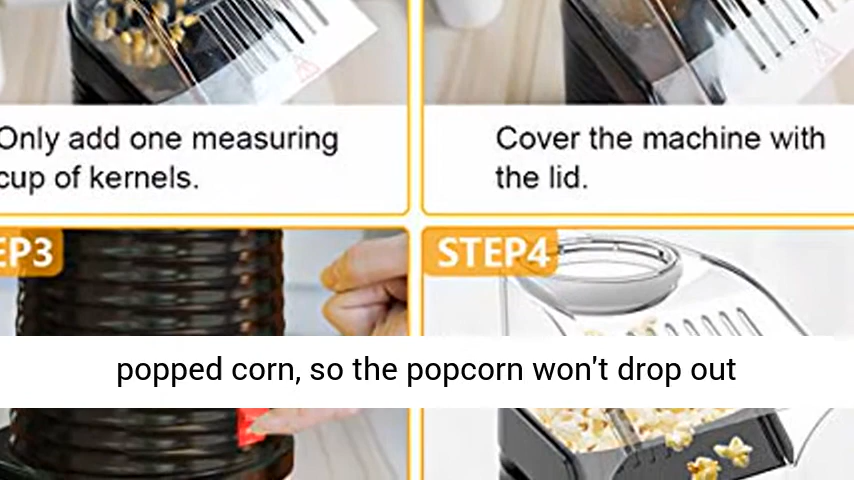 Only add one measuring
cup of kernels.
Cover the machine with
the lid.
EP3
STEP4
popped corn, so the popcorn won't drop out